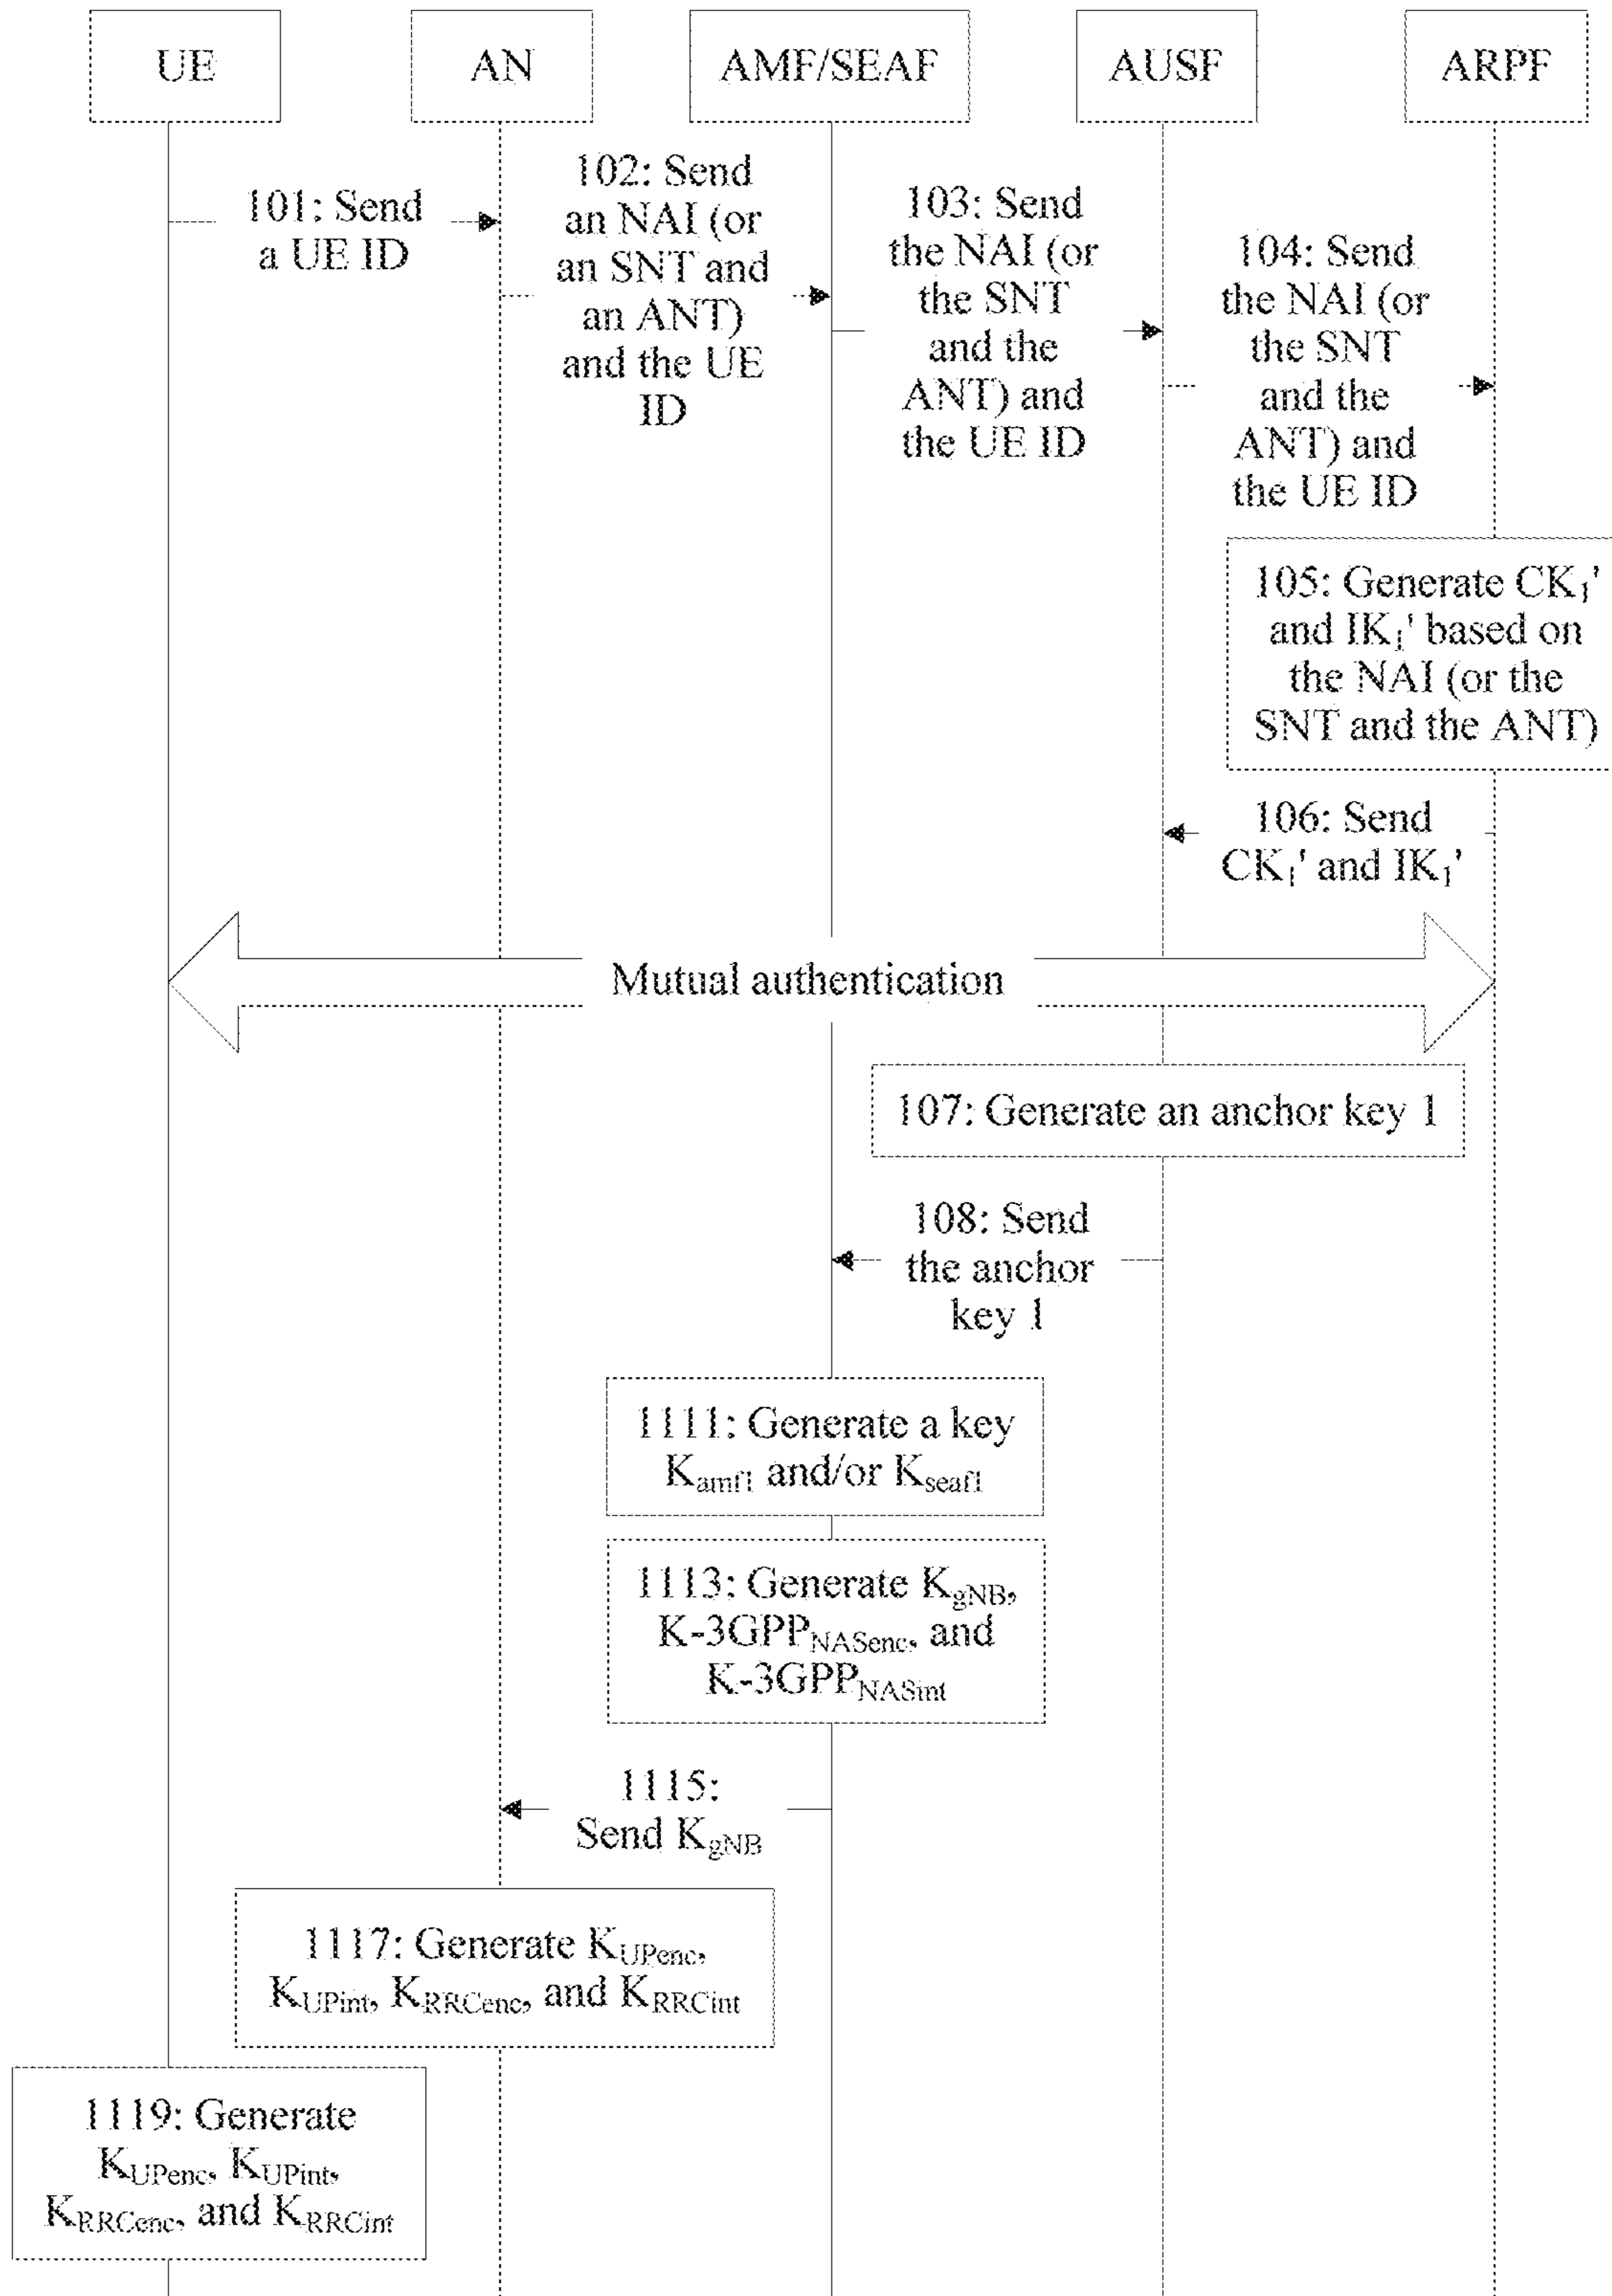 UE
AN
AMF/SEAF
AUSF
ARPF
101: Send
a UE ID
102: Send
an NAI (or
an SNT and
an ANT)
and the UE
ID
103: Send
the NAI (or
the SNT
and the
ANT) and
the UE ID
104: Send
the NAI (or
the SNT
and the
ANT) and
the UE ID
105: Generate CK₁'
and IK₁' based on
the NAI (or the
SNT and the ANT)
106: Send
CK₁' and IK₁'
Mutual authentication
107: Generate an anchor key 1
108: Send
the anchor
key 1
1111: Generate a key
Kamf1 and/or Kseaf1
1113: Generate KgNB,
K-3GPPNASenc, and
K-3GPPNASint
1115:
Send KgNB
1117: Generate KUPenc,
KUPint, KRRCenc, and KRRCint
1119: Generate
KUPenc, KUPint,
KRRCenc, and KRRCint